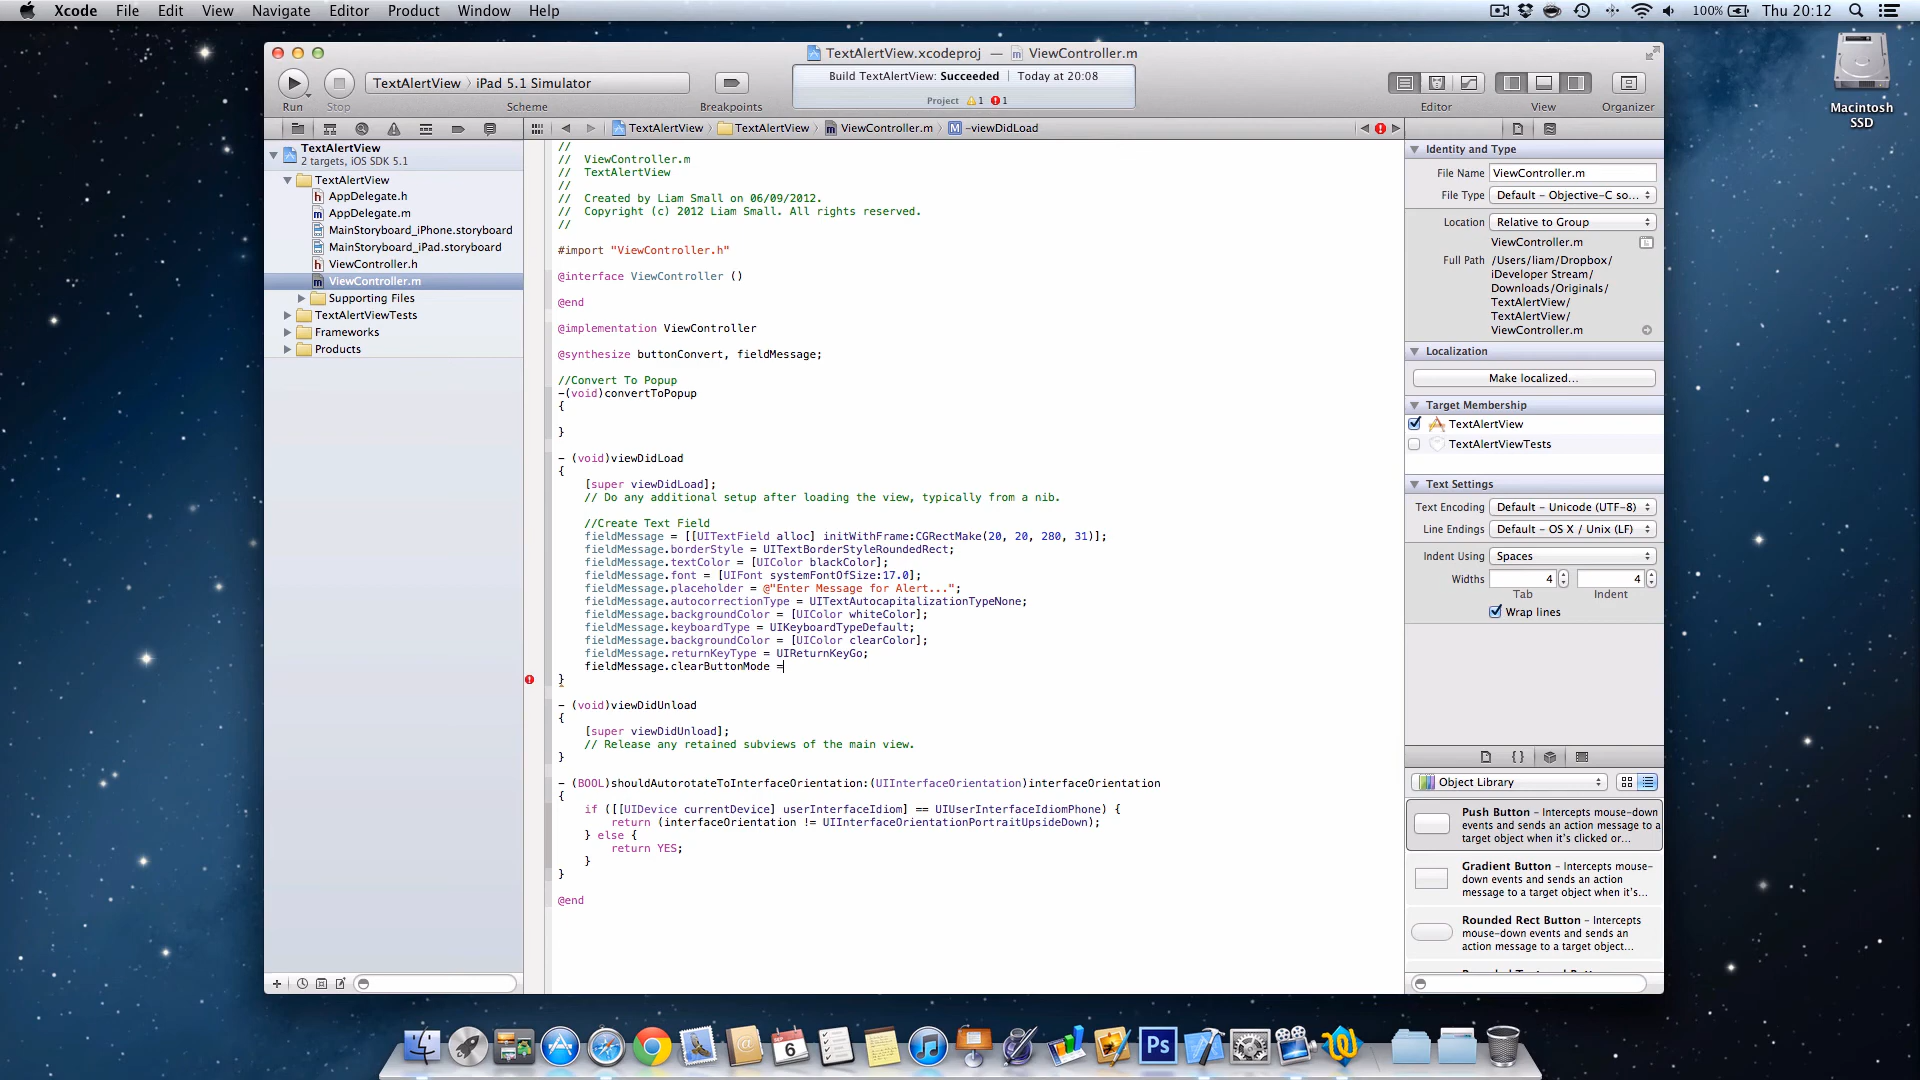 Xcode File Edit View Navigate Editor Product Window Help
100% Thu 20:12
Macintosh SSD
TextAlertView.xcodeproj — ViewController.m
Run Stop
TextAlertView › iPad 5.1 Simulator
Scheme
Breakpoints
Build TextAlertView: Succeeded | Today at 20:08
Project 1 1
Editor View Organizer
TextAlertView › TextAlertView › ViewController.m › M -viewDidLoad
TextAlertView
2 targets, iOS SDK 5.1
TextAlertView
AppDelegate.h
AppDelegate.m
MainStoryboard_iPhone.storyboard
MainStoryboard_iPad.storyboard
ViewController.h
ViewController.m
Supporting Files
TextAlertViewTests
Frameworks
Products
//
// ViewController.m
// TextAlertView
//
// Created by Liam Small on 06/09/2012.
// Copyright (c) 2012 Liam Small. All rights reserved.
//
#import "ViewController.h"
@interface ViewController ()
@end
@implementation ViewController
@synthesize buttonConvert, fieldMessage;
//Convert To Popup
-(void)convertToPopup
{
}
- (void)viewDidLoad
{
[super viewDidLoad];
// Do any additional setup after loading the view, typically from a nib.
//Create Text Field
fieldMessage = [[UITextField alloc] initWithFrame:CGRectMake(20, 20, 280, 31)];
fieldMessage.borderStyle = UITextBorderStyleRoundedRect;
fieldMessage.textColor = [UIColor blackColor];
fieldMessage.font = [UIFont systemFontOfSize:17.0];
fieldMessage.placeholder = @"Enter Message for Alert...";
fieldMessage.autocorrectionType = UITextAutocapitalizationTypeNone;
fieldMessage.backgroundColor = [UIColor whiteColor];
fieldMessage.keyboardType = UIKeyboardTypeDefault;
fieldMessage.backgroundColor = [UIColor clearColor];
fieldMessage.returnKeyType = UIReturnKeyGo;
fieldMessage.clearButtonMode =
}
- (void)viewDidUnload
{
[super viewDidUnload];
// Release any retained subviews of the main view.
}
- (BOOL)shouldAutorotateToInterfaceOrientation:(UIInterfaceOrientation)interfaceOrientation
{
if ([[UIDevice currentDevice] userInterfaceIdiom] == UIUserInterfaceIdiomPhone) {
return (interfaceOrientation != UIInterfaceOrientationPortraitUpsideDown);
} else {
return YES;
}
}
@end
Identity and Type
File Name ViewController.m
File Type Default - Objective-C so...
Location Relative to Group
ViewController.m
Full Path /Users/liam/Dropbox/
iDeveloper Stream/
Downloads/Originals/
TextAlertView/
TextAlertView/
ViewController.m
Localization
Make localized...
Target Membership
TextAlertView
TextAlertViewTests
Text Settings
Text Encoding Default - Unicode (UTF-8)
Line Endings Default - OS X / Unix (LF)
Indent Using Spaces
Widths 4 4
Tab Indent
Wrap lines
Object Library
Push Button - Intercepts mouse-down
events and sends an action message to a
target object when it's clicked or...
Gradient Button - Intercepts mouse-
down events and sends an action
message to a target object when it's...
Rounded Rect Button - Intercepts
mouse-down events and sends an
action message to a target object...
SEP
6
Ps